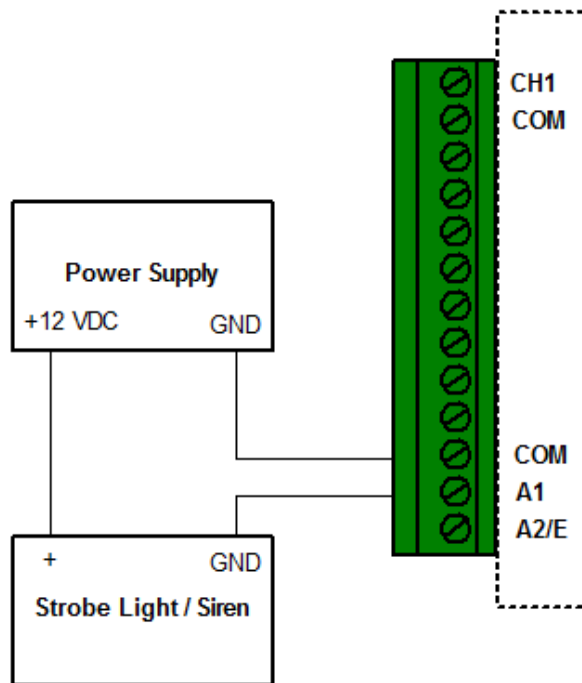 CH1
COM
Power Supply
+12 VDC GND
COM
A1
A2/E
+ GND
Strobe Light / Siren